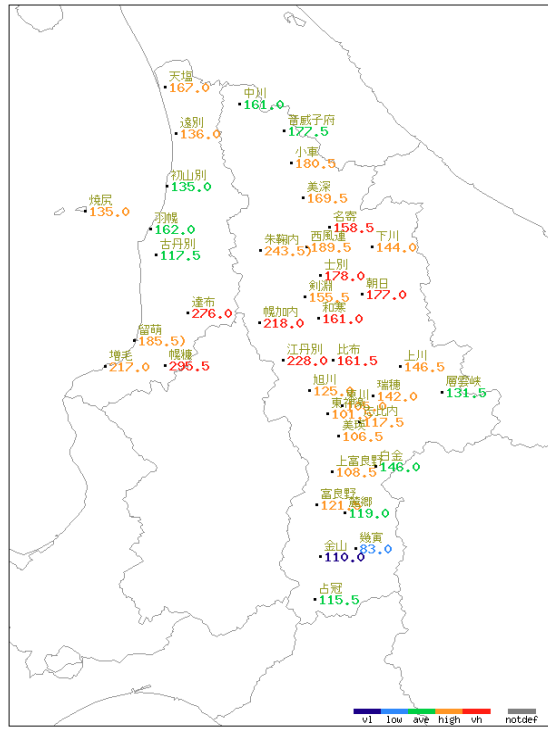 天塩
167.0
中川
161.0
遠別
136.0
音威子府
177.5
小車
180.5
初山別
135.0
美深
169.5
焼尻
135.0
羽幌
162.0
名寄
158.5
古丹別
117.5
朱鞠内
243.5)
西風連
189.5
下川
144.0
士別
178.0
朝日
177.0
剣淵
155.5
達布
276.0
幌加内
218.0
和寒
161.0
留萌
185.5)
増毛
217.0
幌糠
295.5
江丹別
228.0
比布
161.5
上川
146.5
旭川
125.0
東川
瑞穂
142.0
層雲峡
131.5
志比内
117.5
美瑛
106.5
白金
146.0
上富良野
108.5
富良野
麓郷
119.0
幾寅
83.0
金山
110.0
占冠
115.5
vl low ave high vh notdef